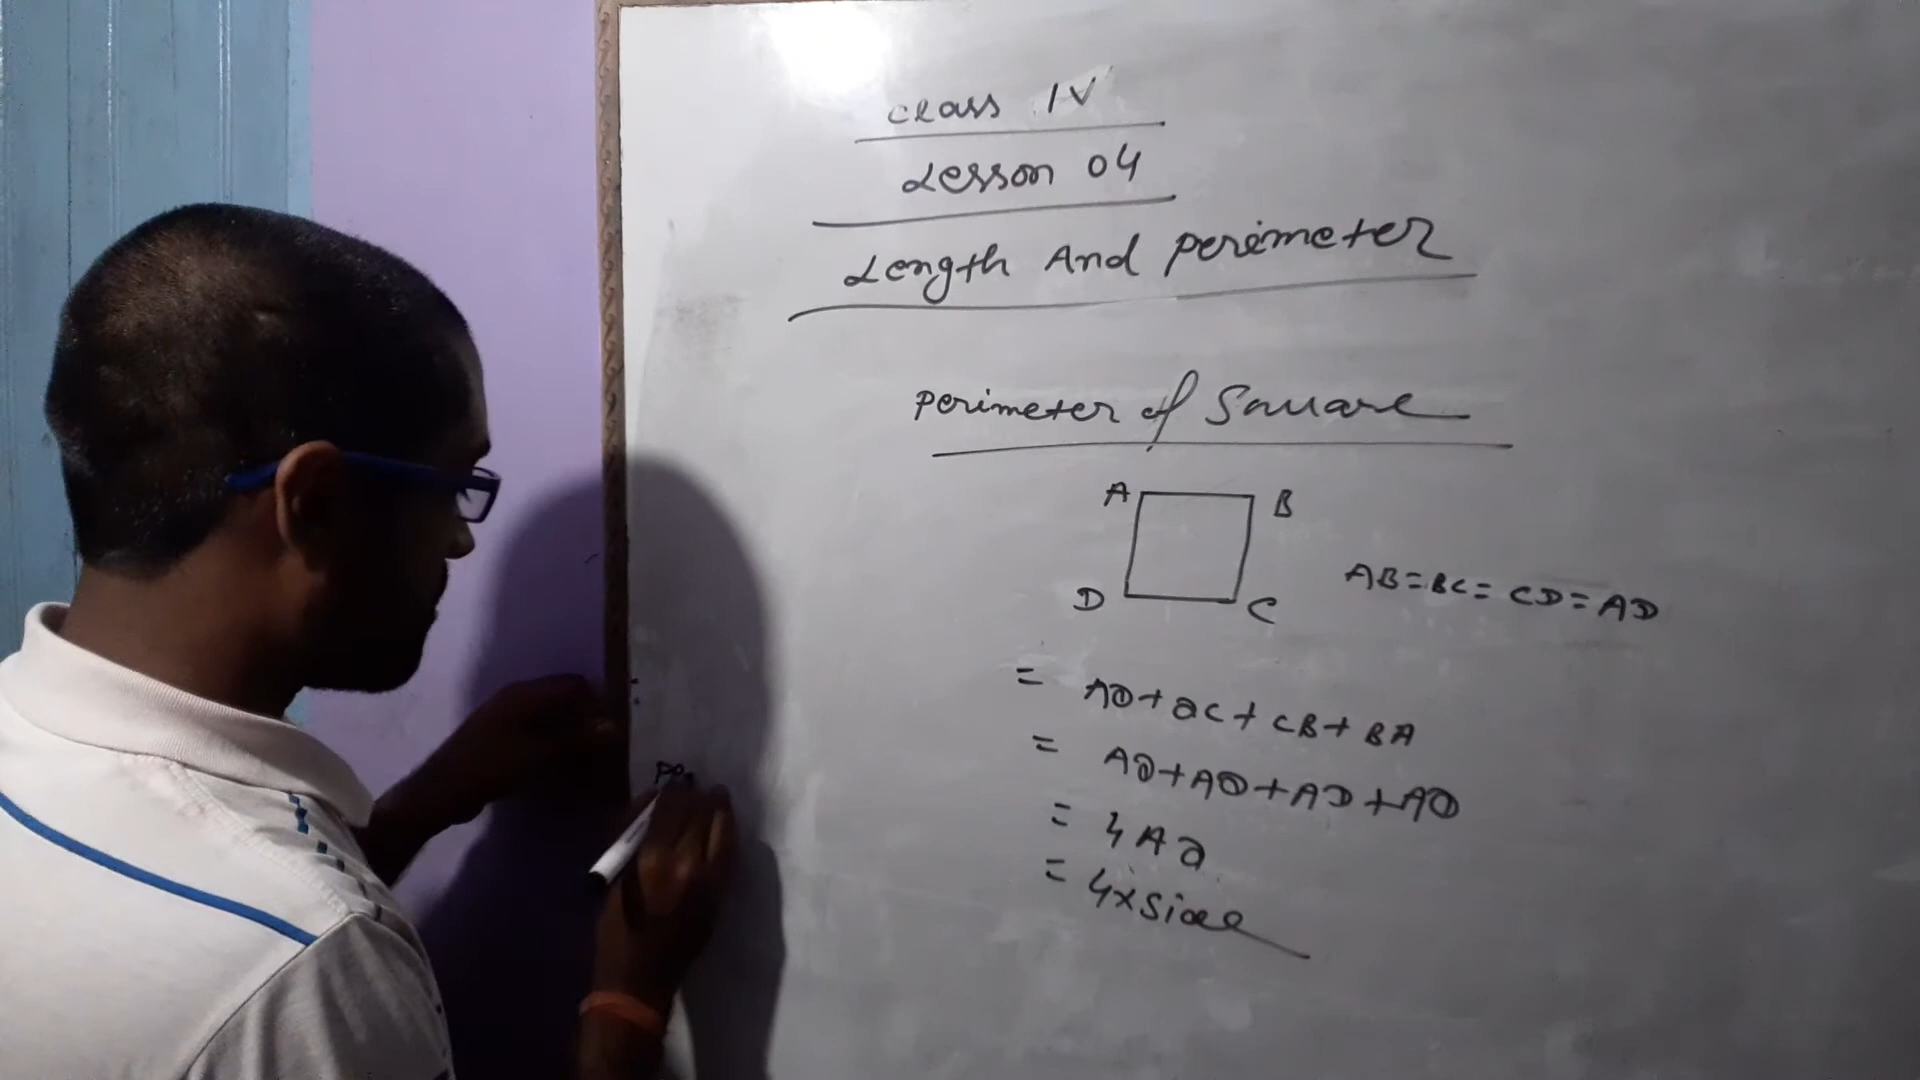 Class IV
Lesson 04
Length And Perimeter
Perimeter of Square
A B
D C
AB=BC=CD=AD
= AD+DC+CB+BA
= AD+AD+AD+AD
= 4AD
= 4×Side
Pe